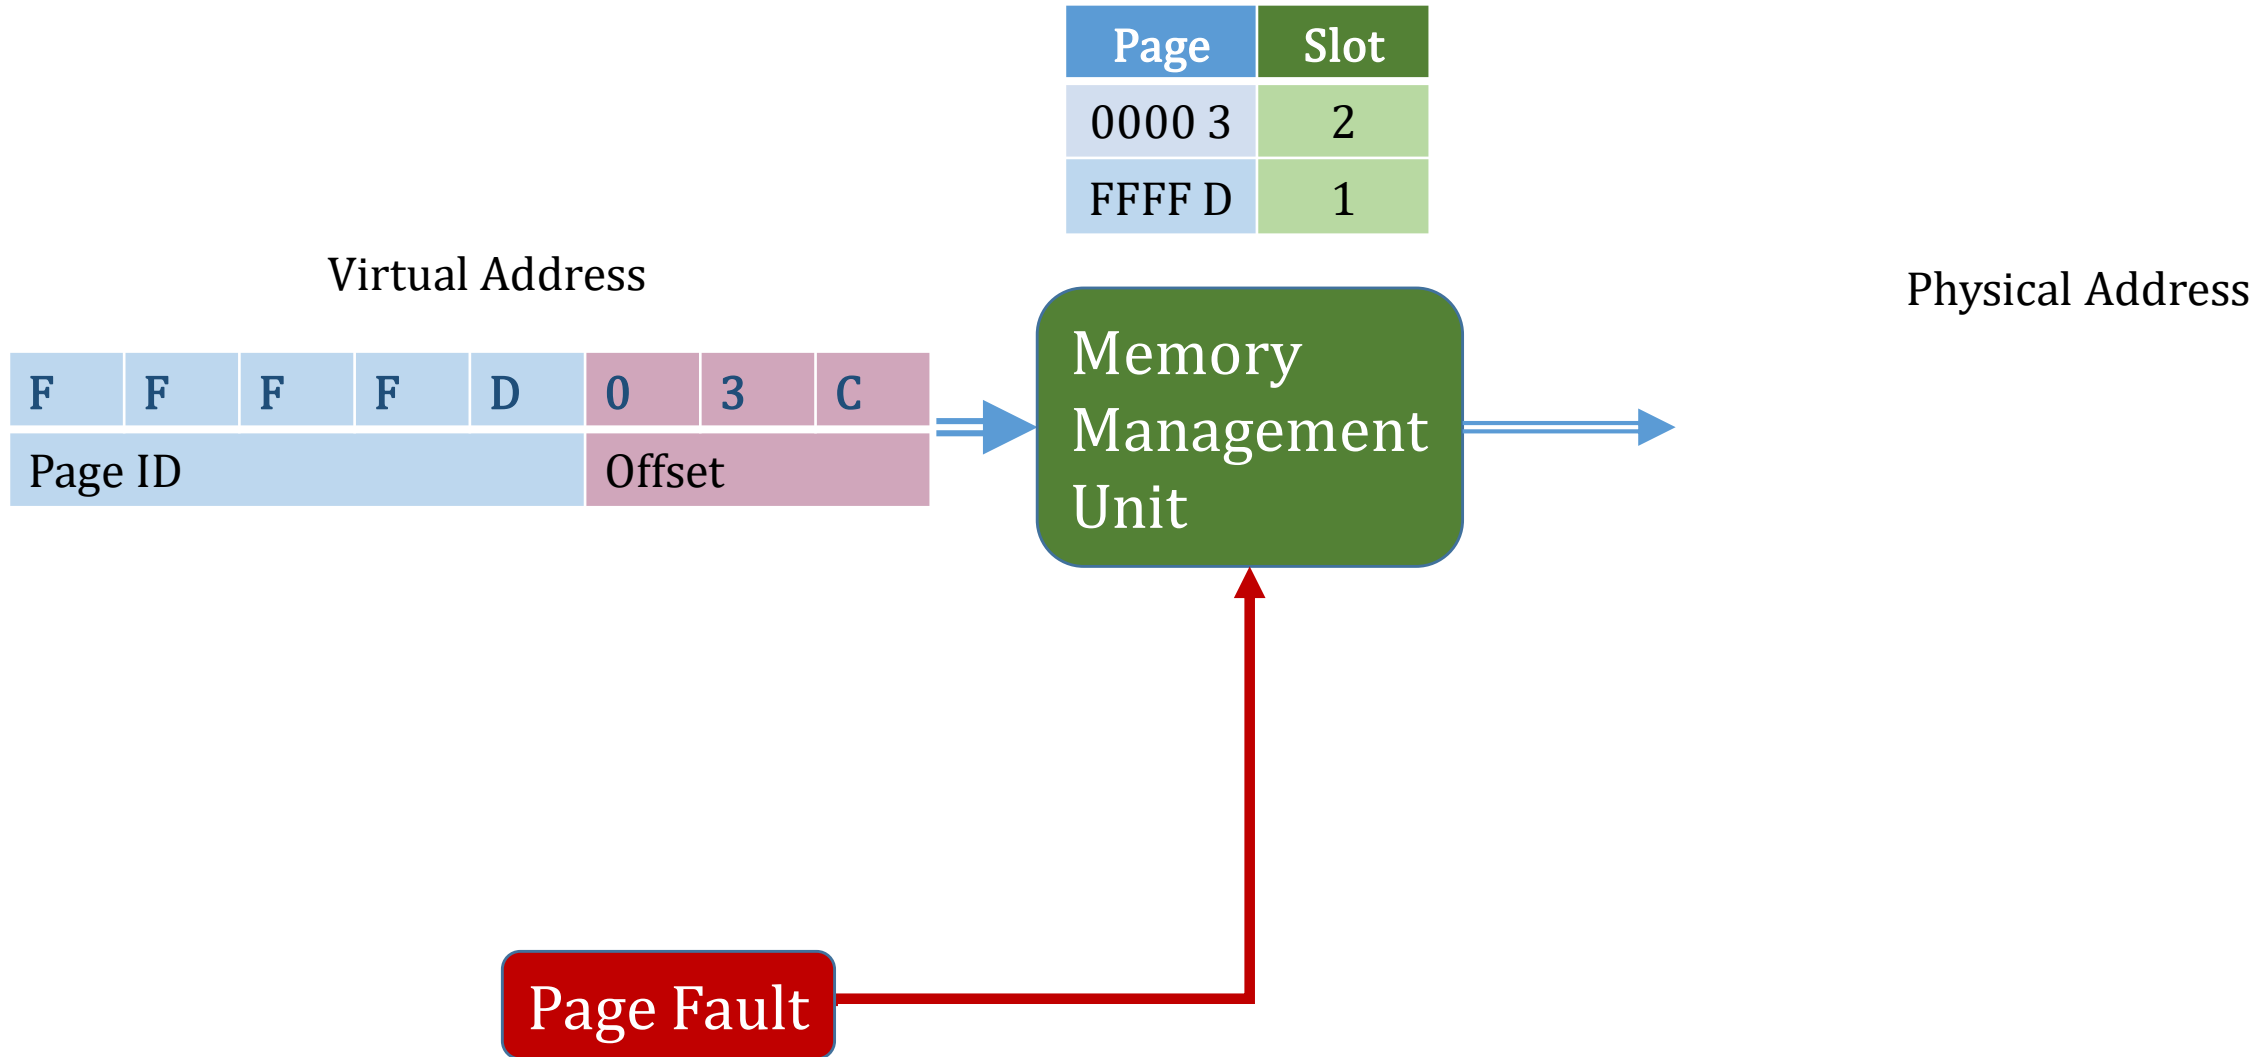 Page Slot
0000 3 2
FFFF D 1
Virtual Address
Physical Address
F F F F D 0 3 C
Page ID Offset
Memory
Management
Unit
Page Fault